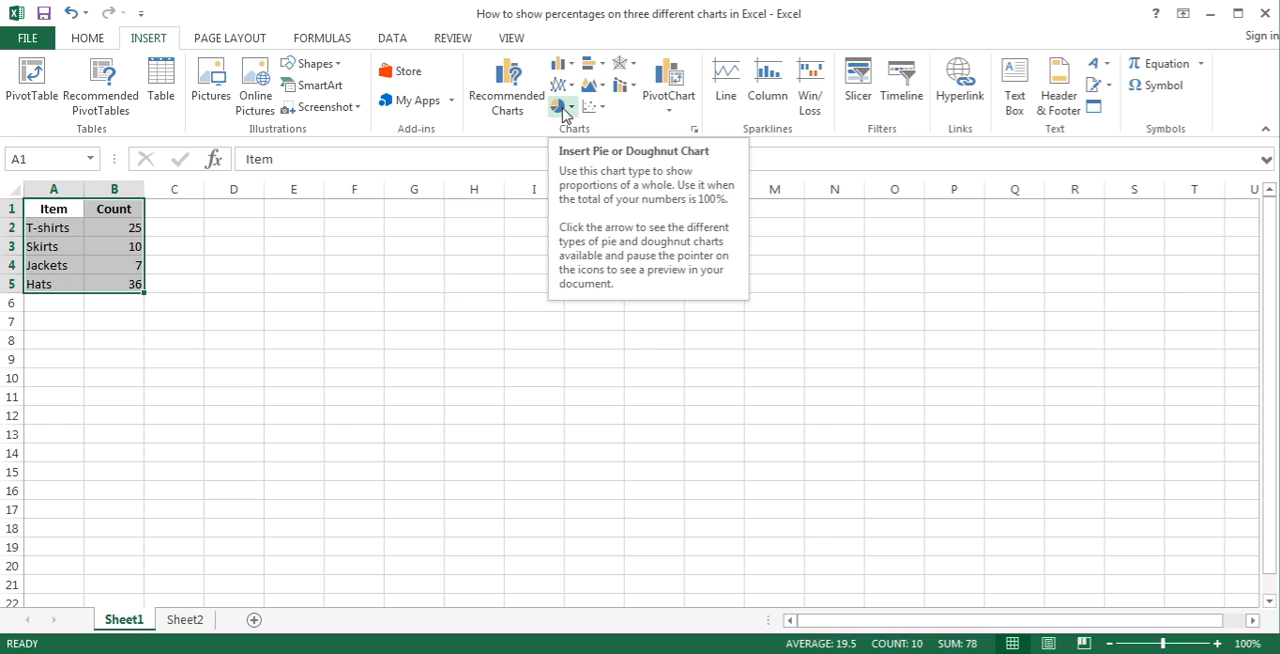 How to show percentages on three different charts in Excel - Excel
?
FILE HOME INSERT PAGE LAYOUT FORMULAS DATA REVIEW VIEW Sign in
PivotTable
Recommended
PivotTables
Table
Pictures
Online
Pictures
Shapes
SmartArt
Screenshot
Store
My Apps
Recommended
Charts
PivotChart
Line
Column
Win/
Loss
Slicer
Timeline
Hyperlink
Text
Box
Header
& Footer
π Equation
Ω Symbol
Tables Illustrations Add-ins Charts Sparklines Filters Links Text Symbols
A1 fx Item
Insert Pie or Doughnut Chart
Use this chart type to show
proportions of a whole. Use it when
the total of your numbers is 100%.
Click the arrow to see the different
types of pie and doughnut charts
available and pause the pointer on
the icons to see a preview in your
document.
A B C D E F G H I M N O P Q R S T U
1 Item Count
2 T-shirts 25
3 Skirts 10
4 Jackets 7
5 Hats 36
6
7
8
9
10
11
12
13
14
15
16
17
18
19
20
21
22
Sheet1 Sheet2
READY AVERAGE: 19.5 COUNT: 10 SUM: 78 100%